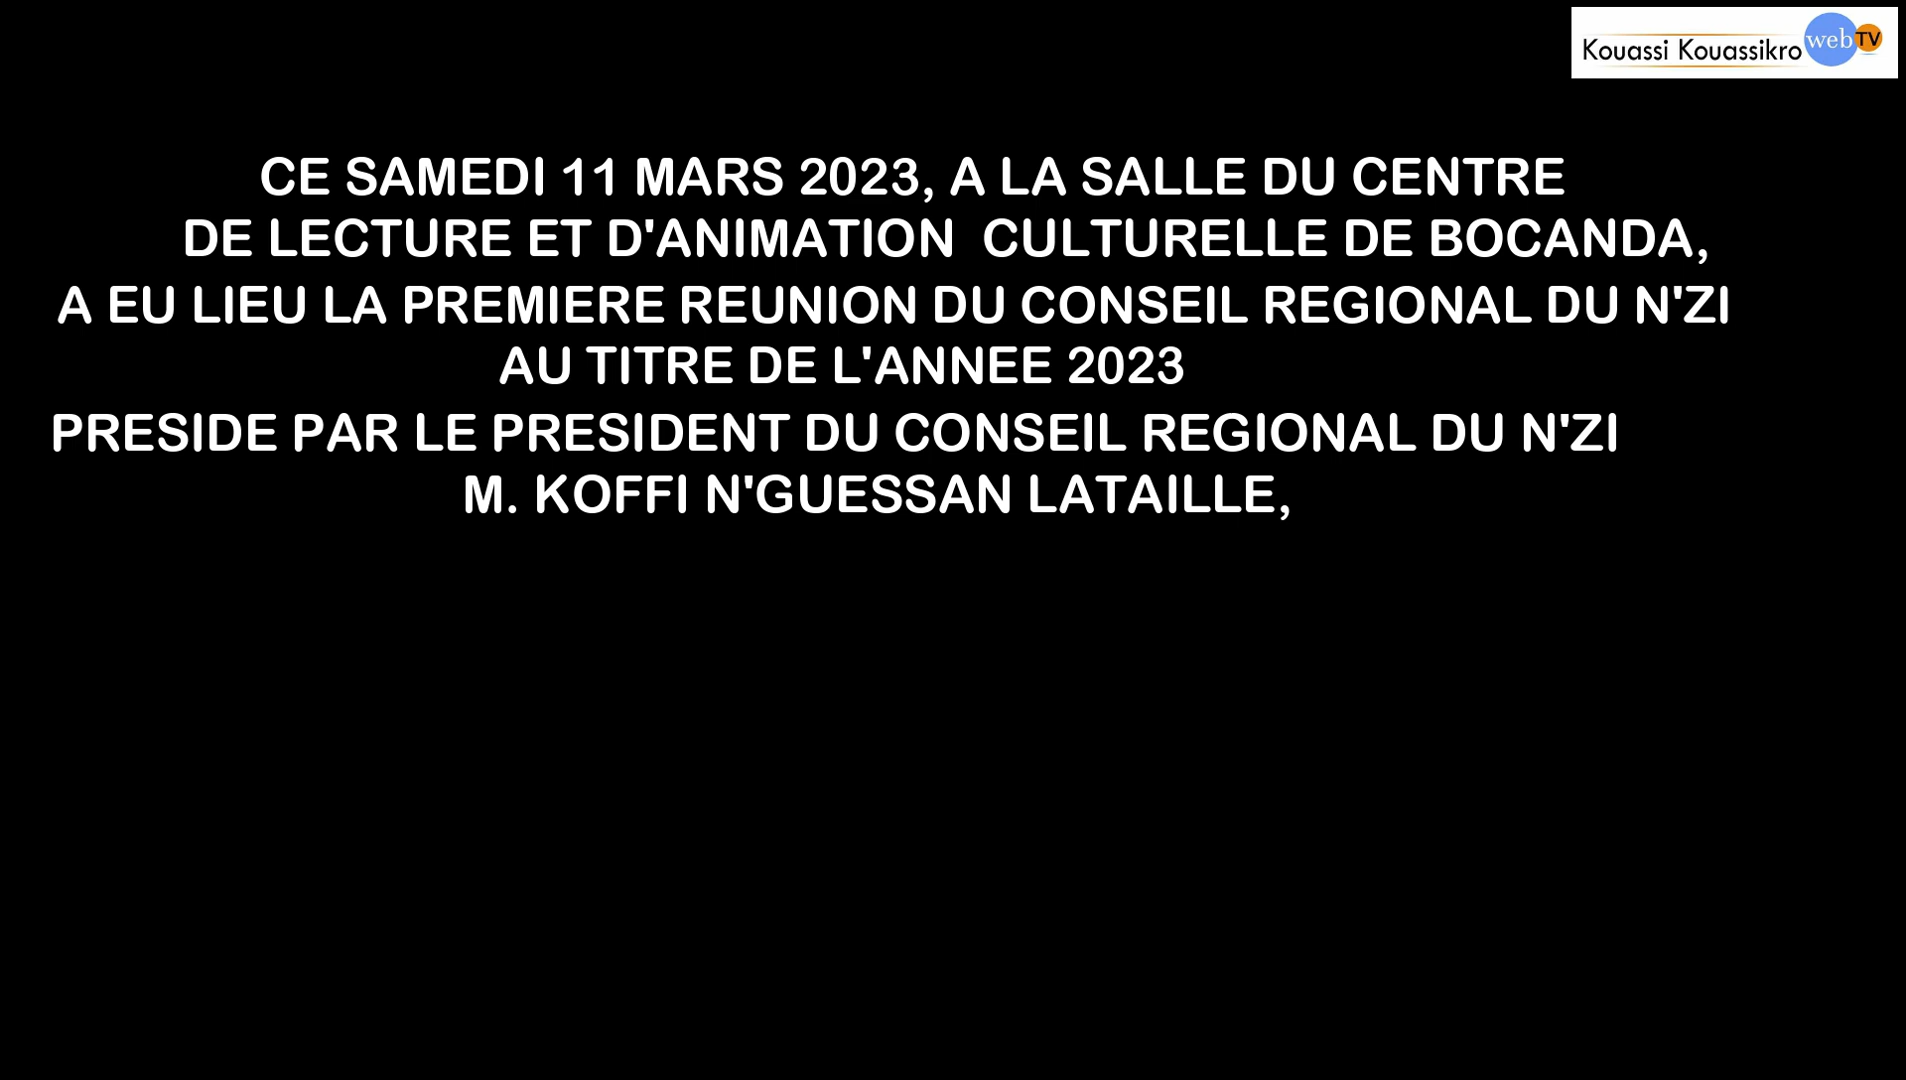 Kouassi Kouassikro webTV
CE SAMEDI 11 MARS 2023, A LA SALLE DU CENTRE
DE LECTURE ET D'ANIMATION CULTURELLE DE BOCANDA,
A EU LIEU LA PREMIERE REUNION DU CONSEIL REGIONAL DU N'ZI
AU TITRE DE L'ANNEE 2023
PRESIDE PAR LE PRESIDENT DU CONSEIL REGIONAL DU N'ZI
M. KOFFI N'GUESSAN LATAILLE,